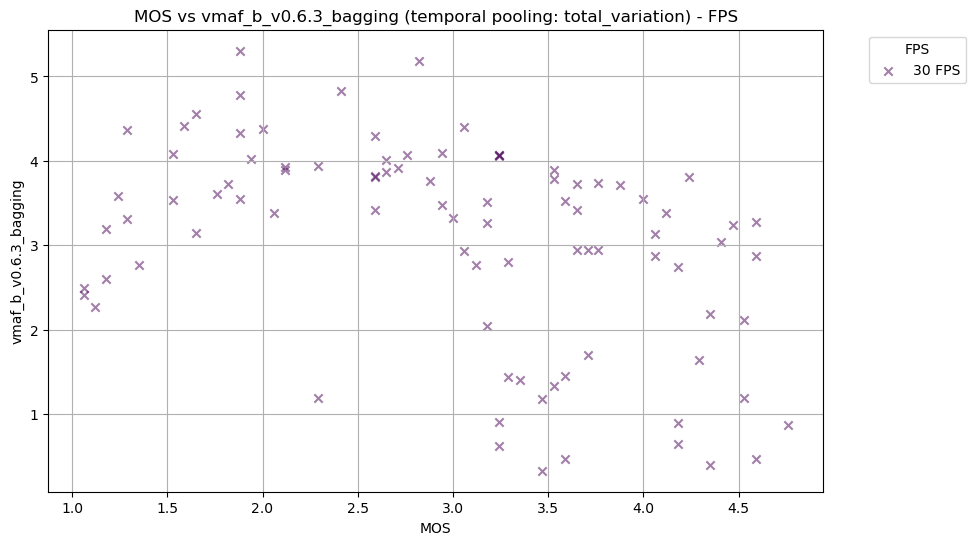 MOS vs vmaf_b_v0.6.3_bagging (temporal pooling: total_variation) - FPS
FPS
30 FPS
vmaf_b_v0.6.3_bagging
5
4
3
2
1
1.0 1.5 2.0 2.5 3.0 3.5 4.0 4.5
MOS